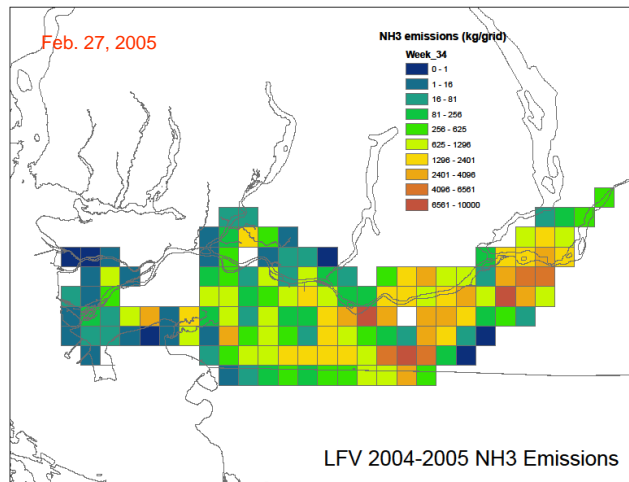 Feb. 27, 2005
NH3 emissions (kg/grid)
Week_34
0 - 1
1 - 16
16 - 81
81 - 256
256 - 625
625 - 1296
1296 - 2401
2401 - 4096
4096 - 6561
6561 - 10000
LFV 2004-2005 NH3 Emissions